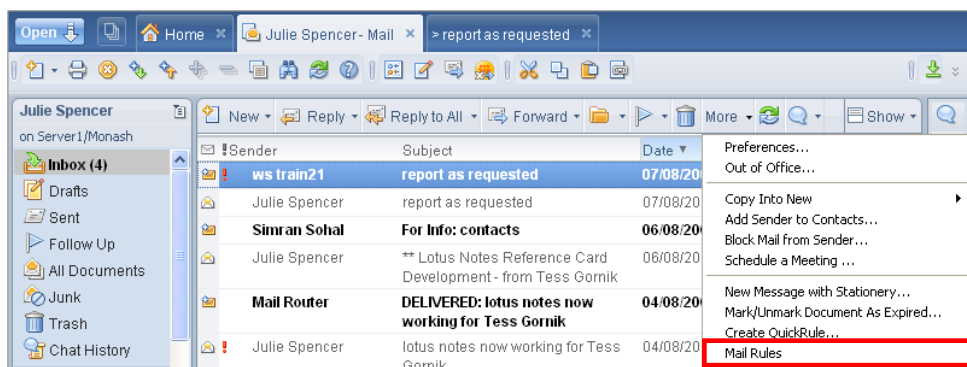 Open Home Julie Spencer - Mail > report as requested
Julie Spencer
on Server1/Monash
New Reply Reply to All Forward More Show
Inbox (4)
Drafts
Sent
Follow Up
All Documents
Junk
Trash
Chat History
! Sender Subject Date
! ws train21 report as requested 07/08/20
Julie Spencer report as requested 07/08/20
Simran Sohal For Info: contacts 06/08/20
Julie Spencer ** Lotus Notes Reference Card 06/08/20
Development - from Tess Gornik
Mail Router DELIVERED: lotus notes now 04/08/20
working for Tess Gornik
! Julie Spencer lotus notes now working for Tess 04/08/20
Gornik
Preferences...
Out of Office...
Copy Into New
Add Sender to Contacts...
Block Mail from Sender...
Schedule a Meeting ...
New Message with Stationery...
Mark/Unmark Document As Expired...
Create QuickRule...
Mail Rules